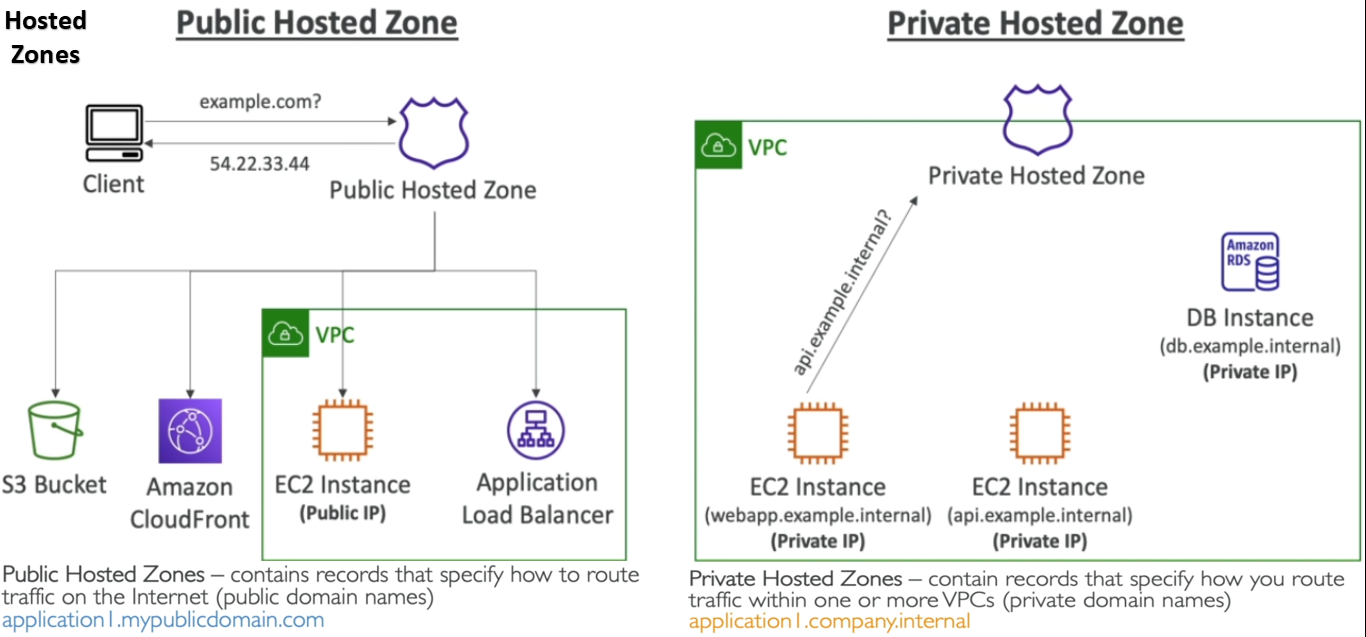 Hosted
Zones
Public Hosted Zone
example.com?
54.22.33.44
Client
Public Hosted Zone
VPC
S3 Bucket
Amazon
CloudFront
EC2 Instance
(Public IP)
Application
Load Balancer
Public Hosted Zones – contains records that specify how to route
traffic on the Internet (public domain names)
application1.mypublicdomain.com
Private Hosted Zone
VPC
Private Hosted Zone
api.example.internal?
Amazon
RDS
DB Instance
(db.example.internal)
(Private IP)
EC2 Instance
(webapp.example.internal)
(Private IP)
EC2 Instance
(api.example.internal)
(Private IP)
Private Hosted Zones – contain records that specify how you route
traffic within one or more VPCs (private domain names)
application1.company.internal